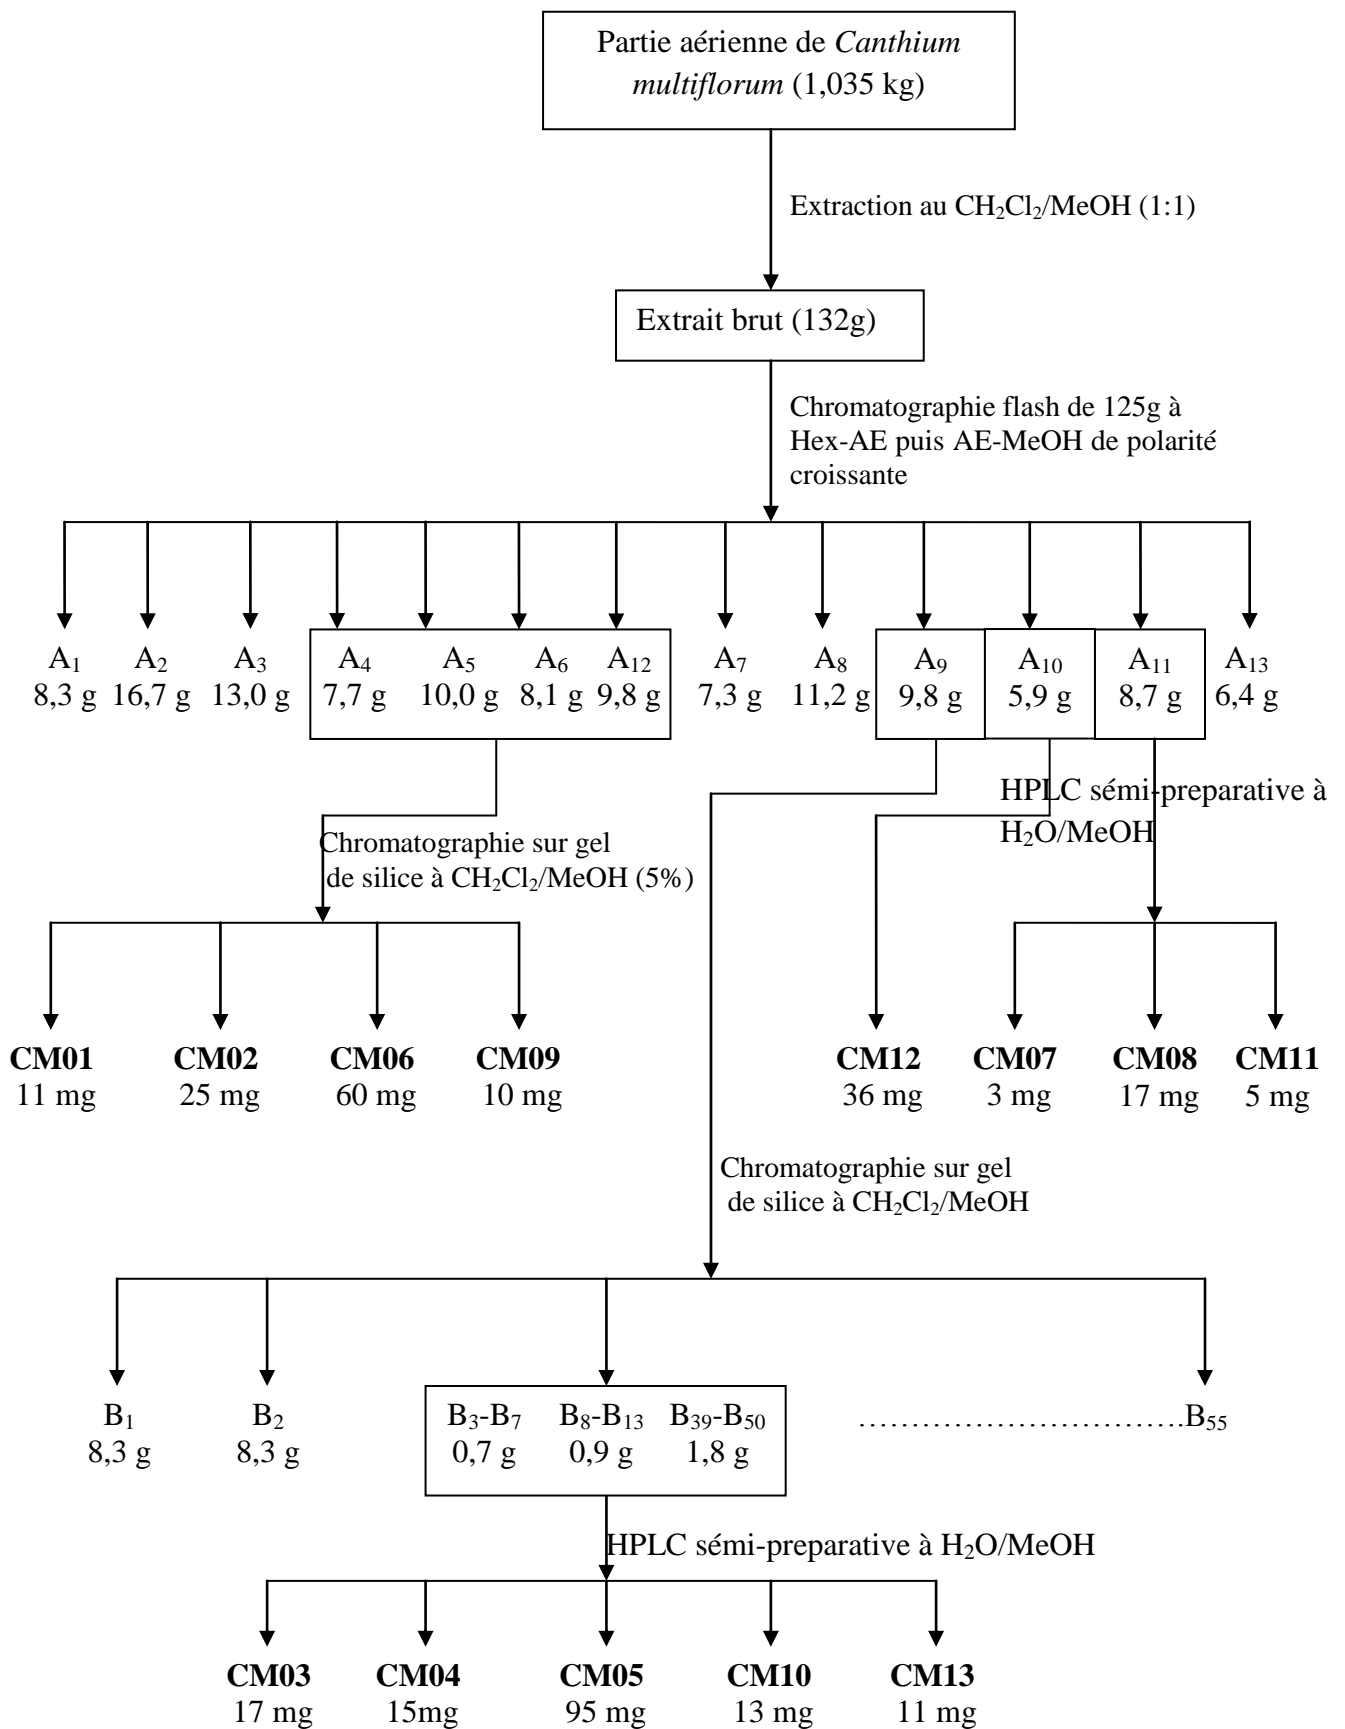 Partie aérienne de Canthium
multiflorum (1,035 kg)
Extraction au CH₂Cl₂/MeOH (1:1)
Extrait brut (132g)
Chromatographie flash de 125g à
Hex-AE puis AE-MeOH de polarité
croissante
A₁ A₂ A₃ A₄ A₅ A₆ A₁₂ A₇ A₈ A₉ A₁₀ A₁₁ A₁₃
8,3 g 16,7 g 13,0 g 7,7 g 10,0 g 8,1 g 9,8 g 7,3 g 11,2 g 9,8 g 5,9 g 8,7 g 6,4 g
HPLC sémi-preparative à
H₂O/MeOH
Chromatographie sur gel
de silice à CH₂Cl₂/MeOH (5%)
CM01 CM02 CM06 CM09 CM12 CM07 CM08 CM11
11 mg 25 mg 60 mg 10 mg 36 mg 3 mg 17 mg 5 mg
Chromatographie sur gel
de silice à CH₂Cl₂/MeOH
B₁ B₂ B₃-B₇ B₈-B₁₃ B₃₉-B₅₀ …………………………B₅₅
8,3 g 8,3 g 0,7 g 0,9 g 1,8 g
HPLC sémi-preparative à H₂O/MeOH
CM03 CM04 CM05 CM10 CM13
17 mg 15mg 95 mg 13 mg 11 mg